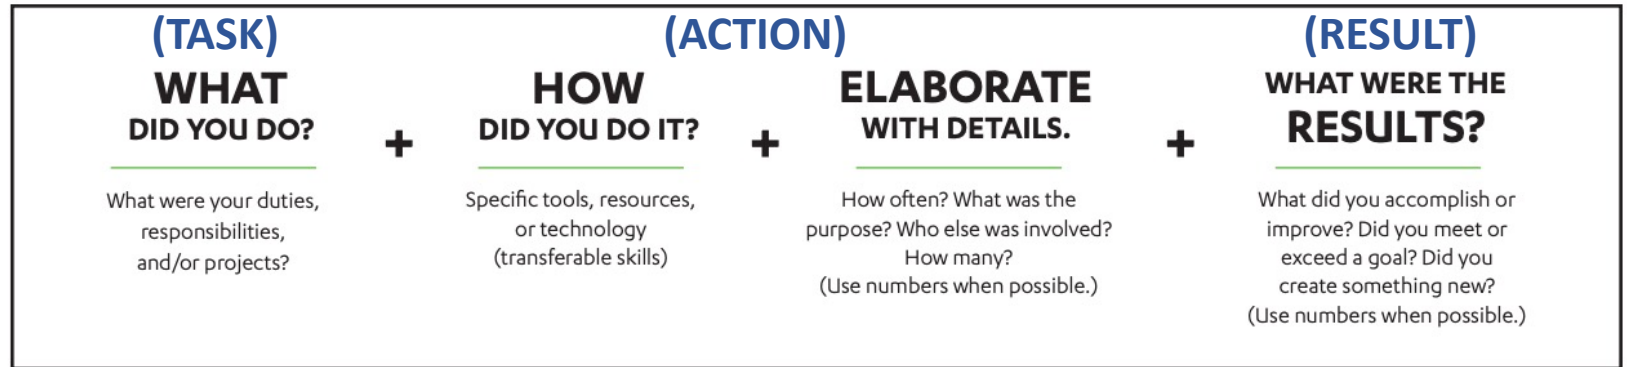 (TASK)
WHAT
DID YOU DO?
What were your duties,
responsibilities,
and/or projects?
+
(ACTION)
HOW
DID YOU DO IT?
Specific tools, resources,
or technology
(transferable skills)
+
ELABORATE
WITH DETAILS.
How often? What was the
purpose? Who else was involved?
How many?
(Use numbers when possible.)
+
(RESULT)
WHAT WERE THE
RESULTS?
What did you accomplish or
improve? Did you meet or
exceed a goal? Did you
create something new?
(Use numbers when possible.)